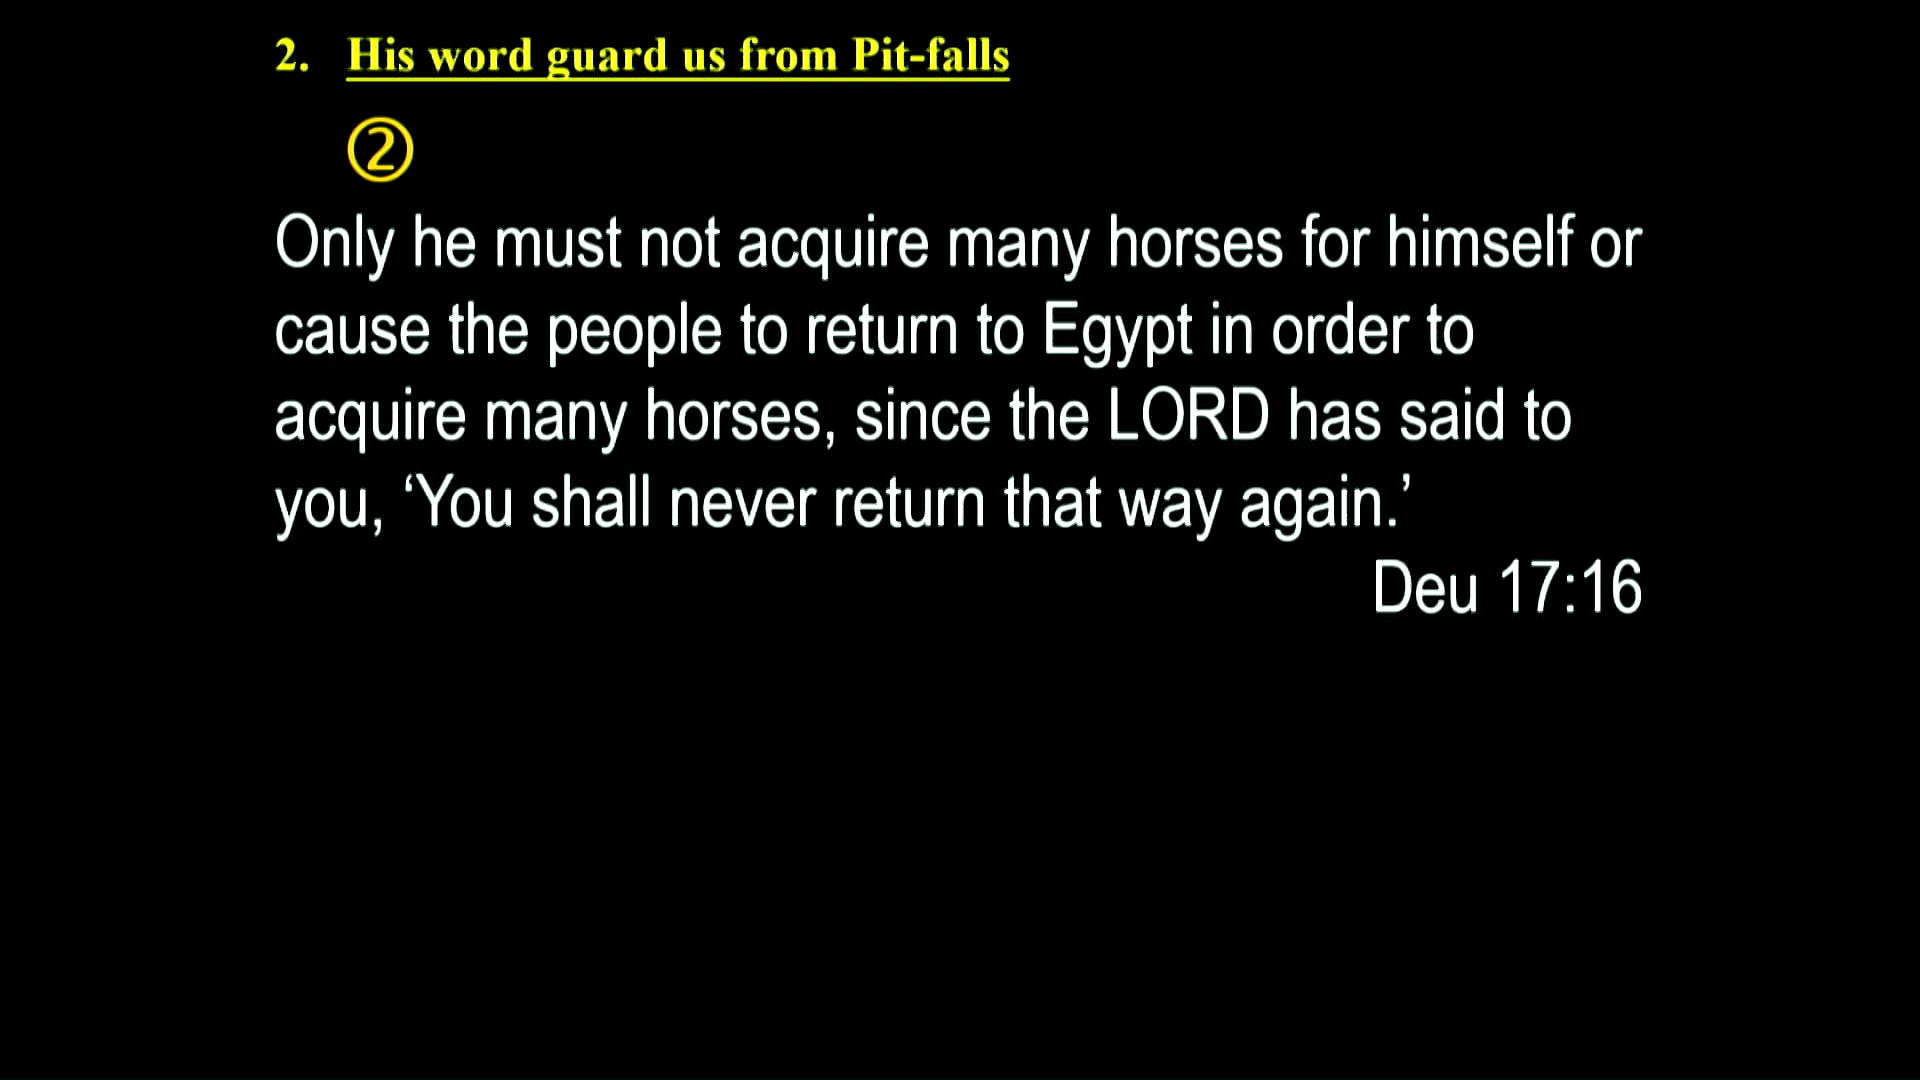 2. His word guard us from Pit-falls
②
Only he must not acquire many horses for himself or
cause the people to return to Egypt in order to
acquire many horses, since the LORD has said to
you, ‘You shall never return that way again.’
Deu 17:16